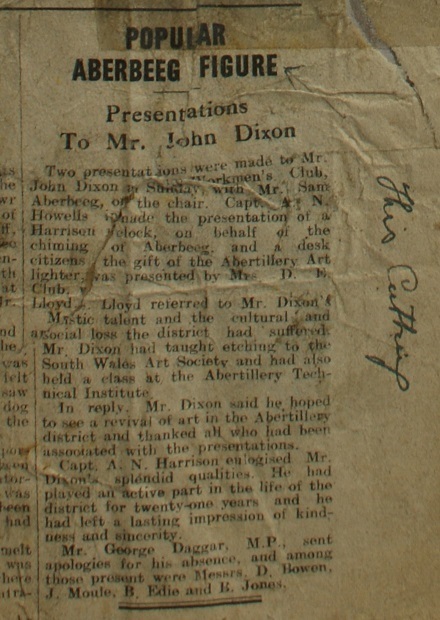 POPULAR
ABERBEEG FIGURE
Presentations
To Mr. John Dixon
Two presentations were made to Mr.
John Dixon Workmen's Club,
Aberbeeg, on Sunday, with Mr. Sam
Howells in the chair. Capt. A. N.
Harrison made the presentation of a
chiming clock, on behalf of the
citizens of Aberbeeg, and a desk
lighter, the gift of the Abertillery Art
Club, was presented by Mrs D. E.
Lloyd.
Lloyd referred to Mr. Dixon's
artistic talent and the cultural and
social loss the district had suffered.
Mr. Dixon had taught etching to the
South Wales Art Society and had also
held a class at the Abertillery Tech-
nical Institute.
In reply, Mr. Dixon said he hoped
to see a revival of art in the Abertillery
district and thanked all who had been
associated with the presentations.
Capt. A. N. Harrison eulogised Mr.
Dixon's splendid qualities. He had
played an active part in the life of the
district for twenty-one years and he
had left a lasting impression of kind-
ness and sincerity.
Mr. George Daggar, M.P., sent
apologies for his absence, and among
those present were Messrs. D. Bowen,
J. Moule, B. Edie and E. Jones.
This Cutting